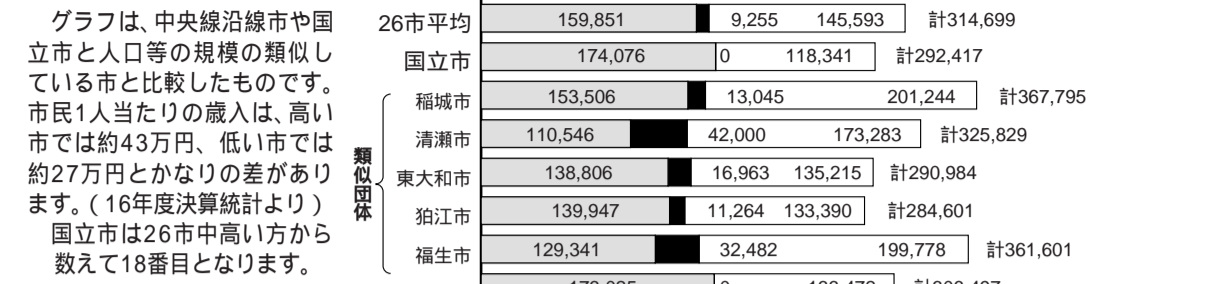 グラフは、中央線沿線市や国
立市と人口等の規模の類似し
ている市と比較したものです。
市民1人当たりの歳入は、高い
市では約43万円、低い市では
約27万円とかなりの差があり
ます。(16年度決算統計より)
国立市は26市中高い方から
数えて18番目となります。
26市平均 159,851 9,255 145,593 計314,699
国立市 174,076 0 118,341 計292,417
類似団体
稲城市 153,506 13,045 201,244 計367,795
清瀬市 110,546 42,000 173,283 計325,829
東大和市 138,806 16,963 135,215 計290,984
狛江市 139,947 11,264 133,390 計284,601
福生市 129,341 32,482 199,778 計361,601